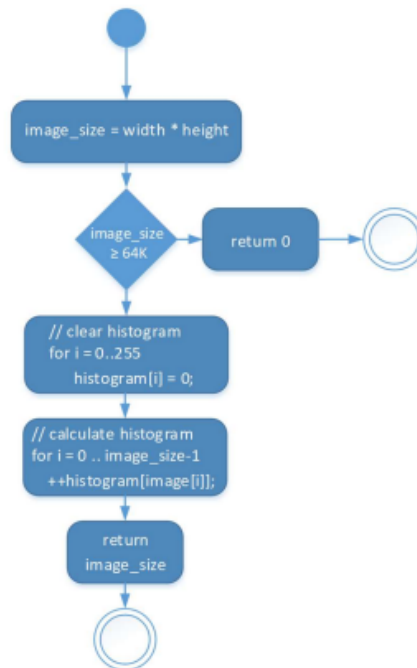 image_size = width * height
image_size
≥ 64K
return 0
// clear histogram
for i = 0..255
histogram[i] = 0;
// calculate histogram
for i = 0 .. image_size-1
++histogram[image[i]];
return
image_size